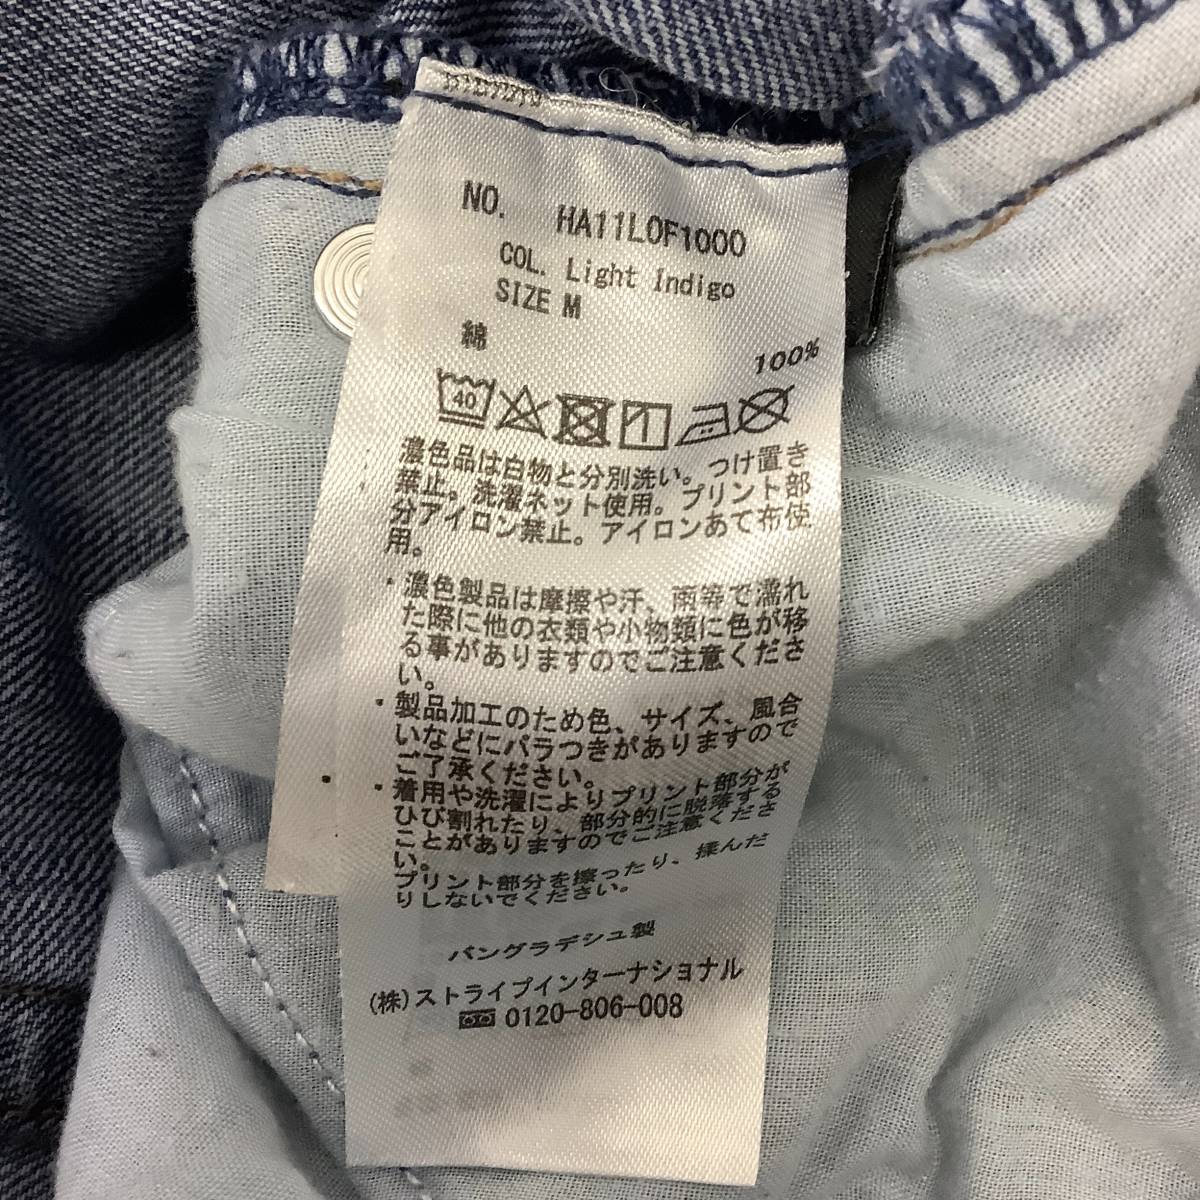 NO. HA11L0F1000
COL. Light Indigo
SIZE M
綿
100%
40
濃色品は白物と分別洗い。つけ置き
禁止。洗濯ネット使用。プリント部
分アイロン禁止。アイロンあて布使
用。
・濃色製品は摩擦や汗、雨等で濡れ
た際に他の衣類や小物類に色が移
る事がありますのでご注意くださ
い。
・製品加工のため色、サイズ、風合
いなどにバラつきがありますので
ご了承ください。
・着用や洗濯によりプリント部分が
ひび割れたり、部分的に脱落する
ことがありますのでご注意くださ
い。
プリント部分を擦ったり、揉んだ
りしないでください。
バングラデシュ製
(株)ストライプインターナショナル
0120-806-008